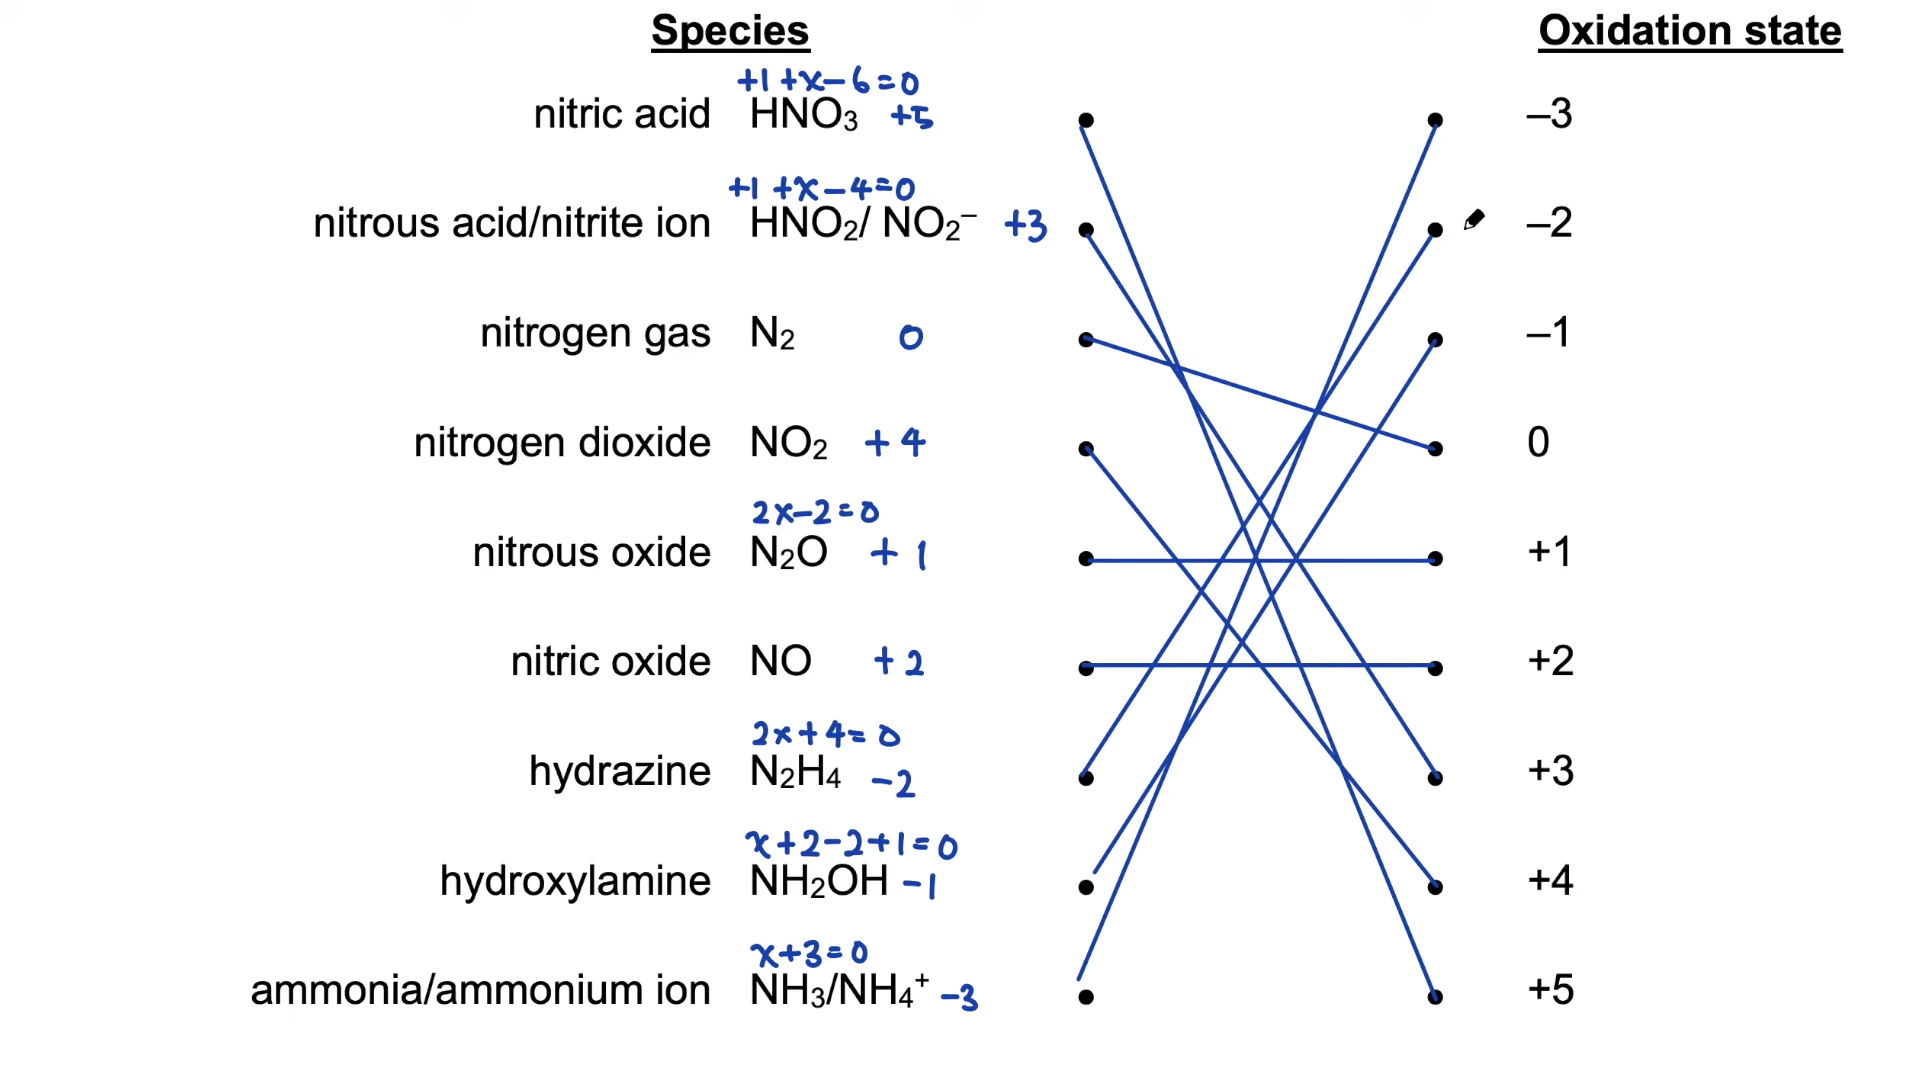 Species Oxidation state
+1 +x−6=0
nitric acid HNO₃ +5 –3
+1 +x−4=0
nitrous acid/nitrite ion HNO₂/ NO₂⁻ +3 –2
nitrogen gas N₂ 0 –1
nitrogen dioxide NO₂ +4 0
2x−2=0
nitrous oxide N₂O +1 +1
nitric oxide NO +2 +2
2x+4=0
hydrazine N₂H₄ −2 +3
x+2−2+1=0
hydroxylamine NH₂OH −1 +4
x+3=0
ammonia/ammonium ion NH₃/NH₄⁺ −3 +5